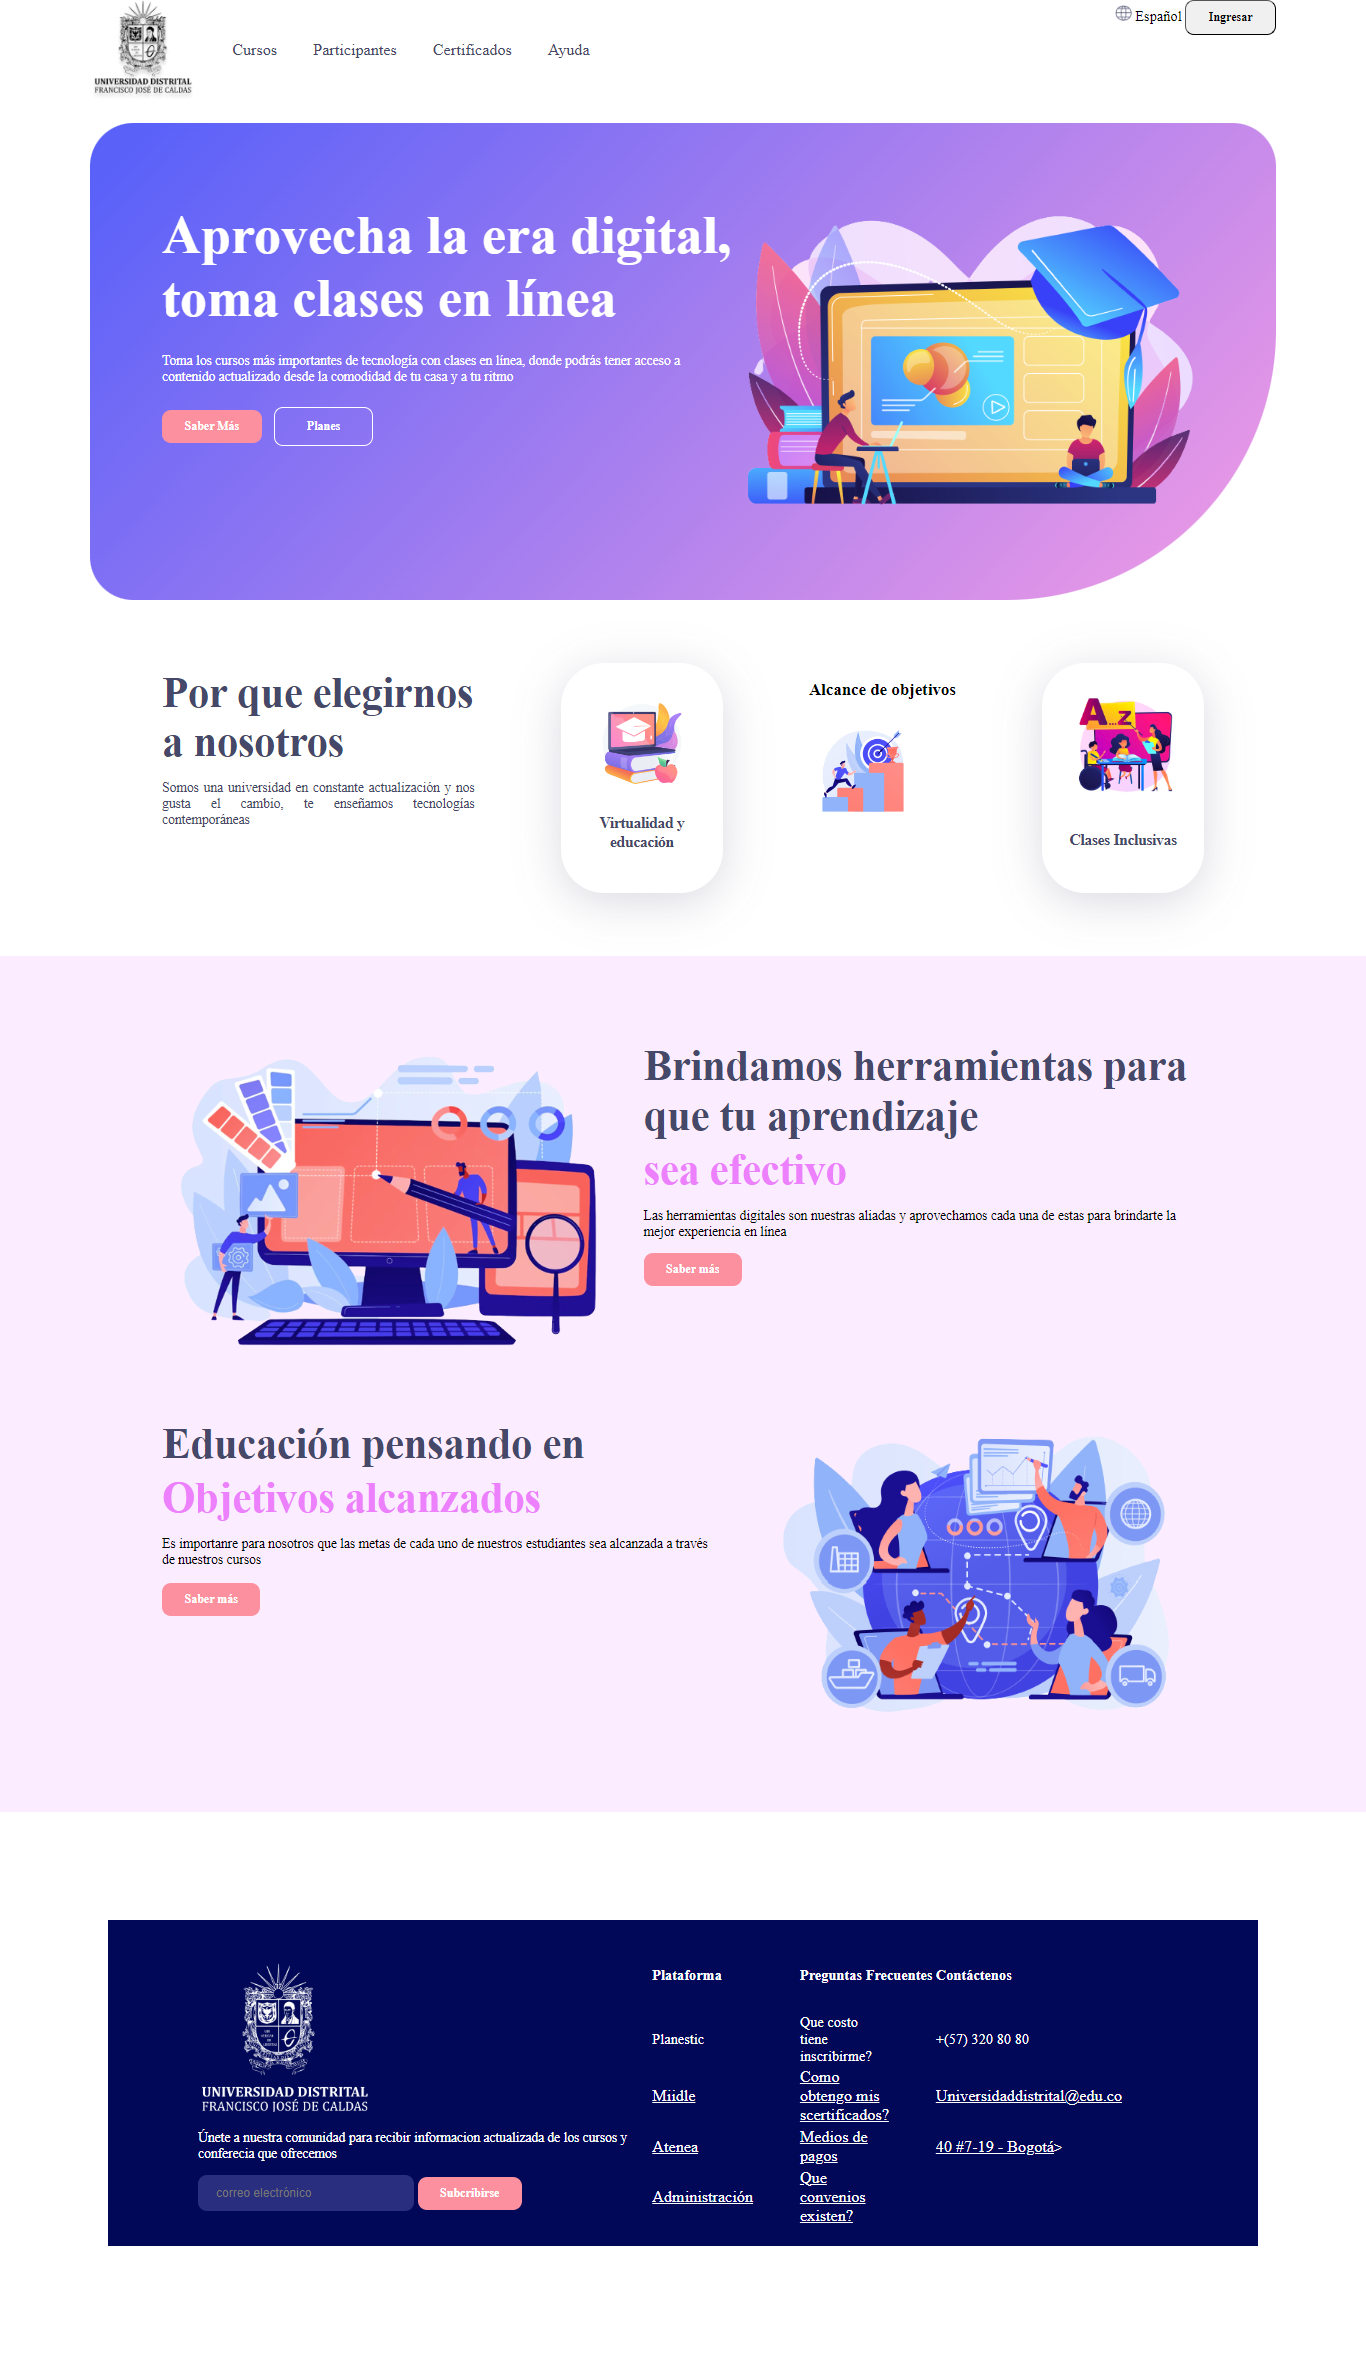 UNIVERSIDAD DISTRITAL
FRANCISCO JOSÉ DE CALDAS
Cursos
Participantes
Certificados
Ayuda
Español
Ingresar
Aprovecha la era digital,
toma clases en línea
Toma los cursos más importantes de tecnología con clases en línea, donde podrás tener acceso a
contenido actualizado desde la comodidad de tu casa y a tu ritmo
Saber Más
Planes
Por que elegirnos
a nosotros
Somos una universidad en constante actualización y nos
gusta el cambio, te enseñamos tecnologías
contemporáneas
Virtualidad y
educación
Alcance de objetivos
A...Z
Clases Inclusivas
Brindamos herramientas para
que tu aprendizaje
sea efectivo
Las herramientas digitales son nuestras aliadas y aprovechamos cada una de estas para brindarte la
mejor experiencia en línea
Saber más
Educación pensando en
Objetivos alcanzados
Es importanre para nosotros que las metas de cada uno de nuestros estudiantes sea alcanzada a través
de nuestros cursos
Saber más
UNIVERSIDAD DISTRITAL
FRANCISCO JOSÉ DE CALDAS
Únete a nuestra comunidad para recibir informacion actualizada de los cursos y
conferecia que ofrecemos
correo electrónico
Subcribirse
Plataforma
Planestic
Miidle
Atenea
Administración
Preguntas Frecuentes
Que costo
tiene
inscribirme?
Como
obtengo mis
scertificados?
Medios de
pagos
Que
convenios
existen?
Contáctenos
+(57) 320 80 80
Universidaddistrital@edu.co
40 #7-19 - Bogotá>